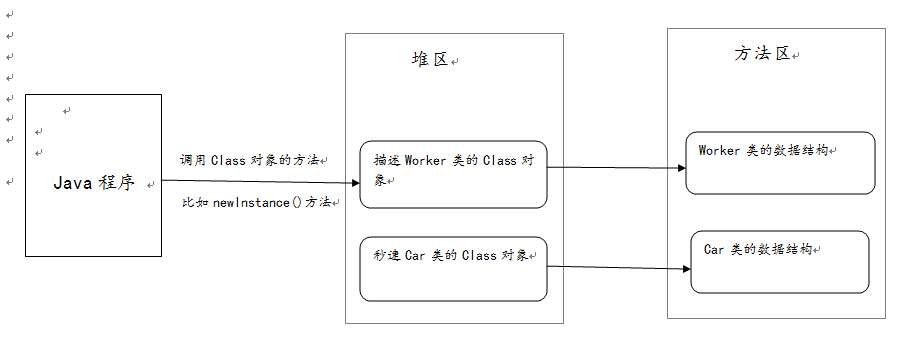 堆区
方法区
Java 程序
调用 Class 对象的方法
比如 newInstance()方法
描述 Worker 类的 Class 对
象
秒速 Car 类的 Class 对象
Worker 类的数据结构
Car 类的数据结构